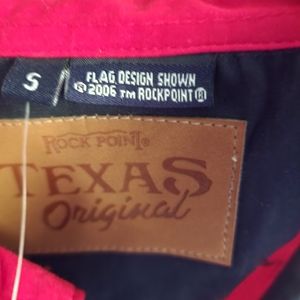 S
FLAG DESIGN SHOWN
© 2006 TM ROCKPOINT ®
ROCK POINT
TEXAS
Original